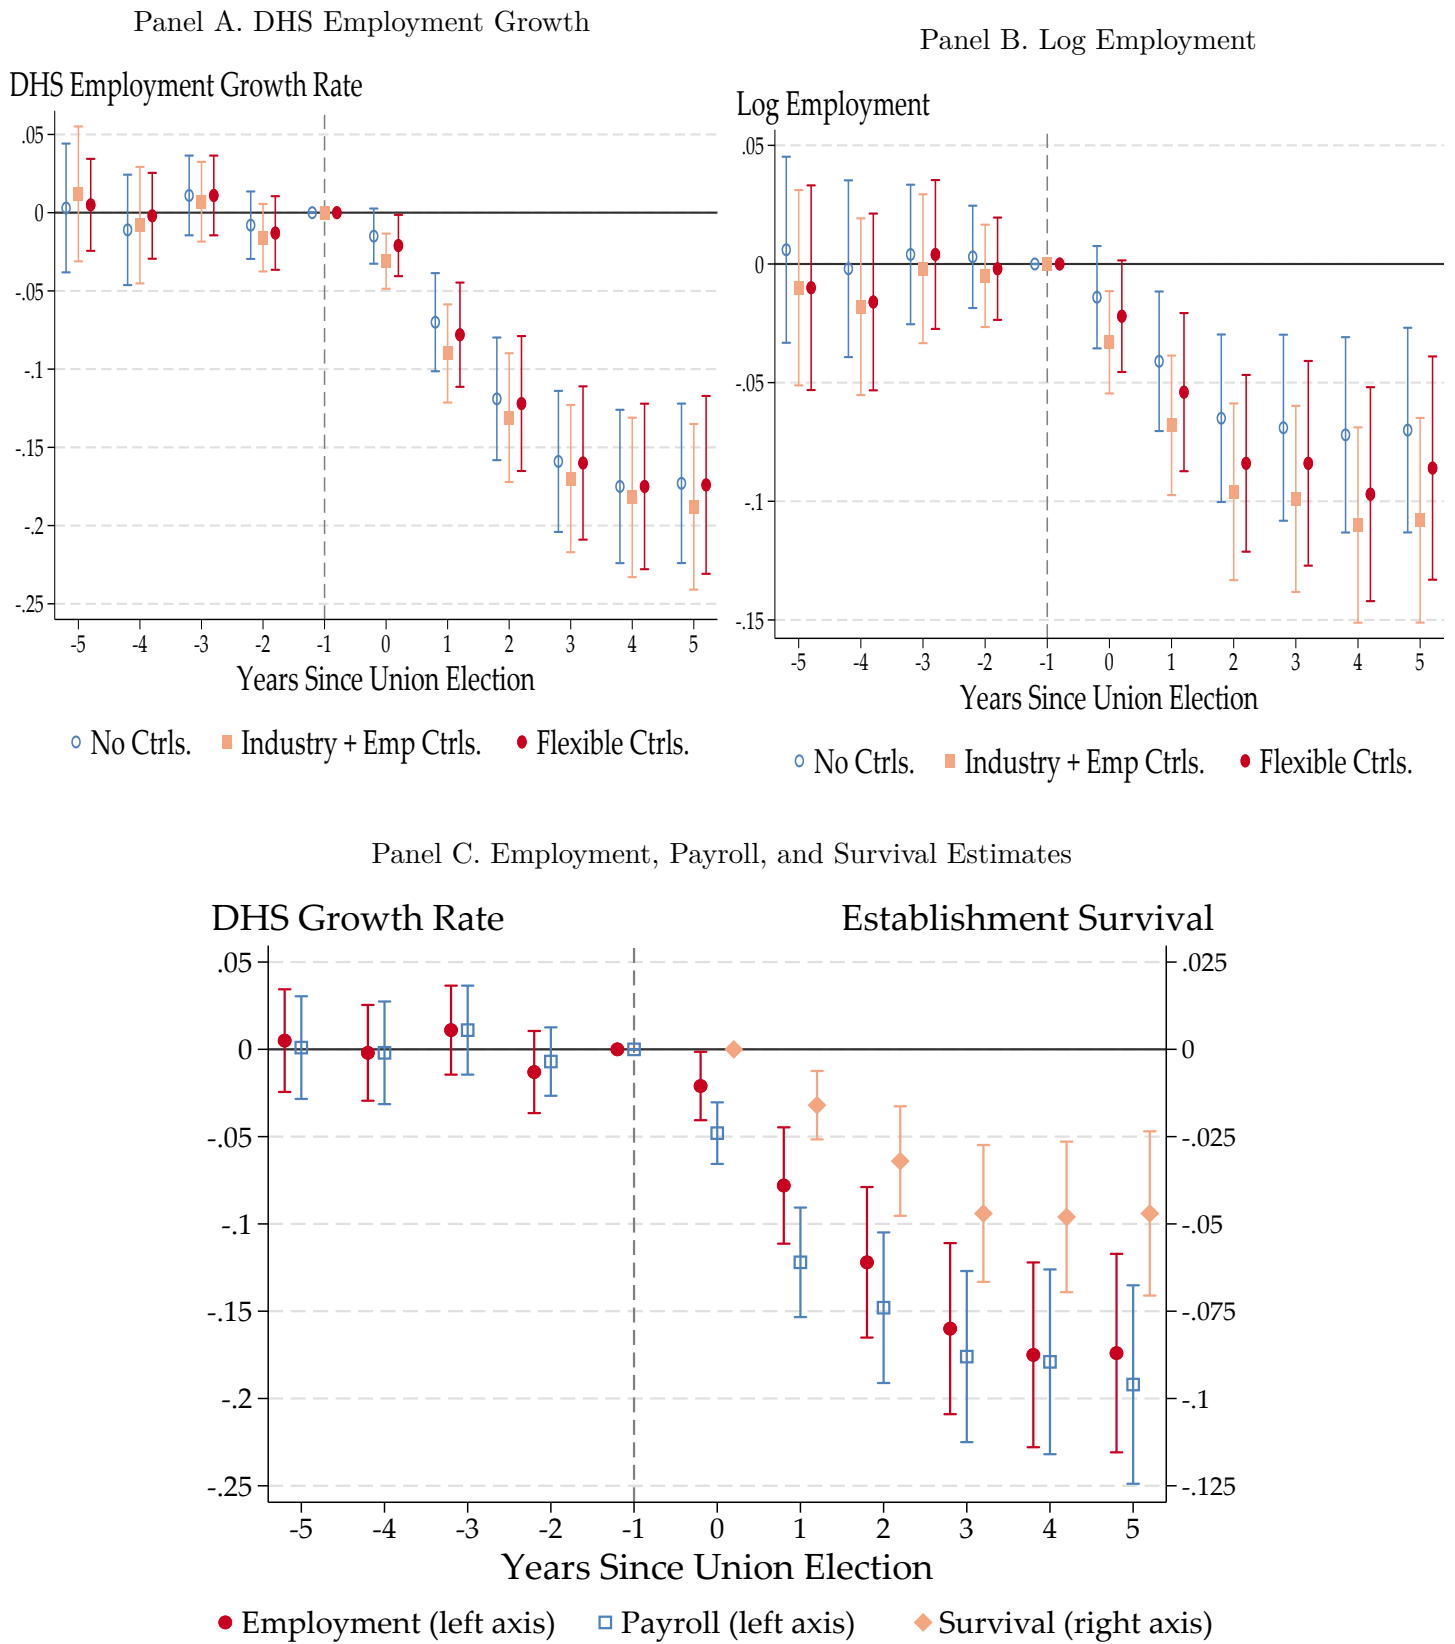 Panel A. DHS Employment Growth
DHS Employment Growth Rate
.05
0
-.05
-.1
-.15
-.2
-.25
-5 -4 -3 -2 -1 0 1 2 3 4 5
Years Since Union Election
No Ctrls. Industry + Emp Ctrls. Flexible Ctrls.
Panel B. Log Employment
Log Employment
.05
0
-.05
-.1
-.15
-5 -4 -3 -2 -1 0 1 2 3 4 5
Years Since Union Election
No Ctrls. Industry + Emp Ctrls. Flexible Ctrls.
Panel C. Employment, Payroll, and Survival Estimates
DHS Growth Rate Establishment Survival
.05 .025
0 0
-.05 -.025
-.1 -.05
-.15 -.075
-.2 -.1
-.25 -.125
-5 -4 -3 -2 -1 0 1 2 3 4 5
Years Since Union Election
Employment (left axis) Payroll (left axis) Survival (right axis)